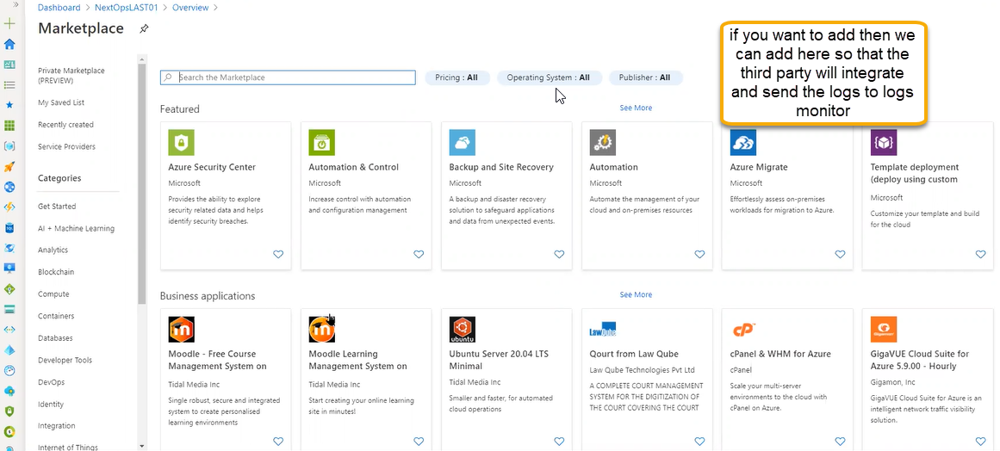 Dashboard > NextOpsLAST01 > Overview >
Marketplace
if you want to add then we
can add here so that the
third party will integrate
and send the logs to logs
monitor
Private Marketplace
(PREVIEW)
My Saved List
Recently created
Service Providers
Categories
Get Started
AI + Machine Learning
Analytics
Blockchain
Compute
Containers
Databases
Developer Tools
DevOps
Identity
Integration
Internet of Things
Search the Marketplace
Pricing : All
Operating System : All
Publisher : All
Featured
See More
Azure Security Center
Microsoft
Provides the ability to explore
security related data and helps
identify security breaches.
Automation & Control
Microsoft
Increase control with automation
and configuration management
Backup and Site Recovery
Microsoft
A backup and disaster recovery
solution to safeguard applications
and data from unexpected events.
Automation
Microsoft
Automate the management of your
cloud and on-premises resources
Azure Migrate
Microsoft
Effortlessly assess on-premises
workloads for migration to Azure.
Template deployment
(deploy using custom
Microsoft
Customize your template and build
for the cloud
Business applications
See More
Moodle - Free Course
Management System on
Tidal Media Inc
Single robust, secure and integrated
system to create personalised
learning environments
Moodle Learning
Management System on
Tidal Media Inc
Start creating your online learning
site in minutes!
ubuntu
Ubuntu Server 20.04 LTS
Minimal
Tidal Media Inc
Smaller and faster, for automated
cloud operations
LawQube
Qourt from Law Qube
Law Qube Technologies Pvt Ltd
A COMPLETE COURT MANAGEMENT
SYSTEM FOR THE DIGITIZATION OF
THE COURT COVERING THE COURT
cP
cPanel & WHM for Azure
cPanel
Scale your multi-server
environments to the cloud with
cPanel on Azure.
Gigamon
GigaVUE Cloud Suite for
Azure 5.9.00 - Hourly
Gigamon, Inc
GigaVUE Cloud Suite for Azure is an
intelligent network traffic visibility
solution.